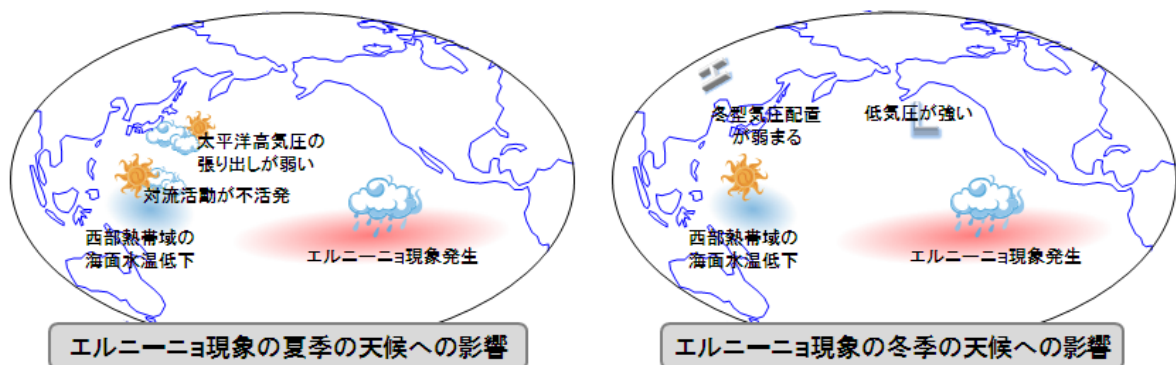 太平洋高気圧の
張り出しが弱い
対流活動が不活発
西部熱帯域の
海面水温低下
エルニーニョ現象発生
エルニーニョ現象の夏季の天候への影響
冬型気圧配置
が弱まる
低気圧が強い
西部熱帯域の
海面水温低下
エルニーニョ現象発生
エルニーニョ現象の冬季の天候への影響